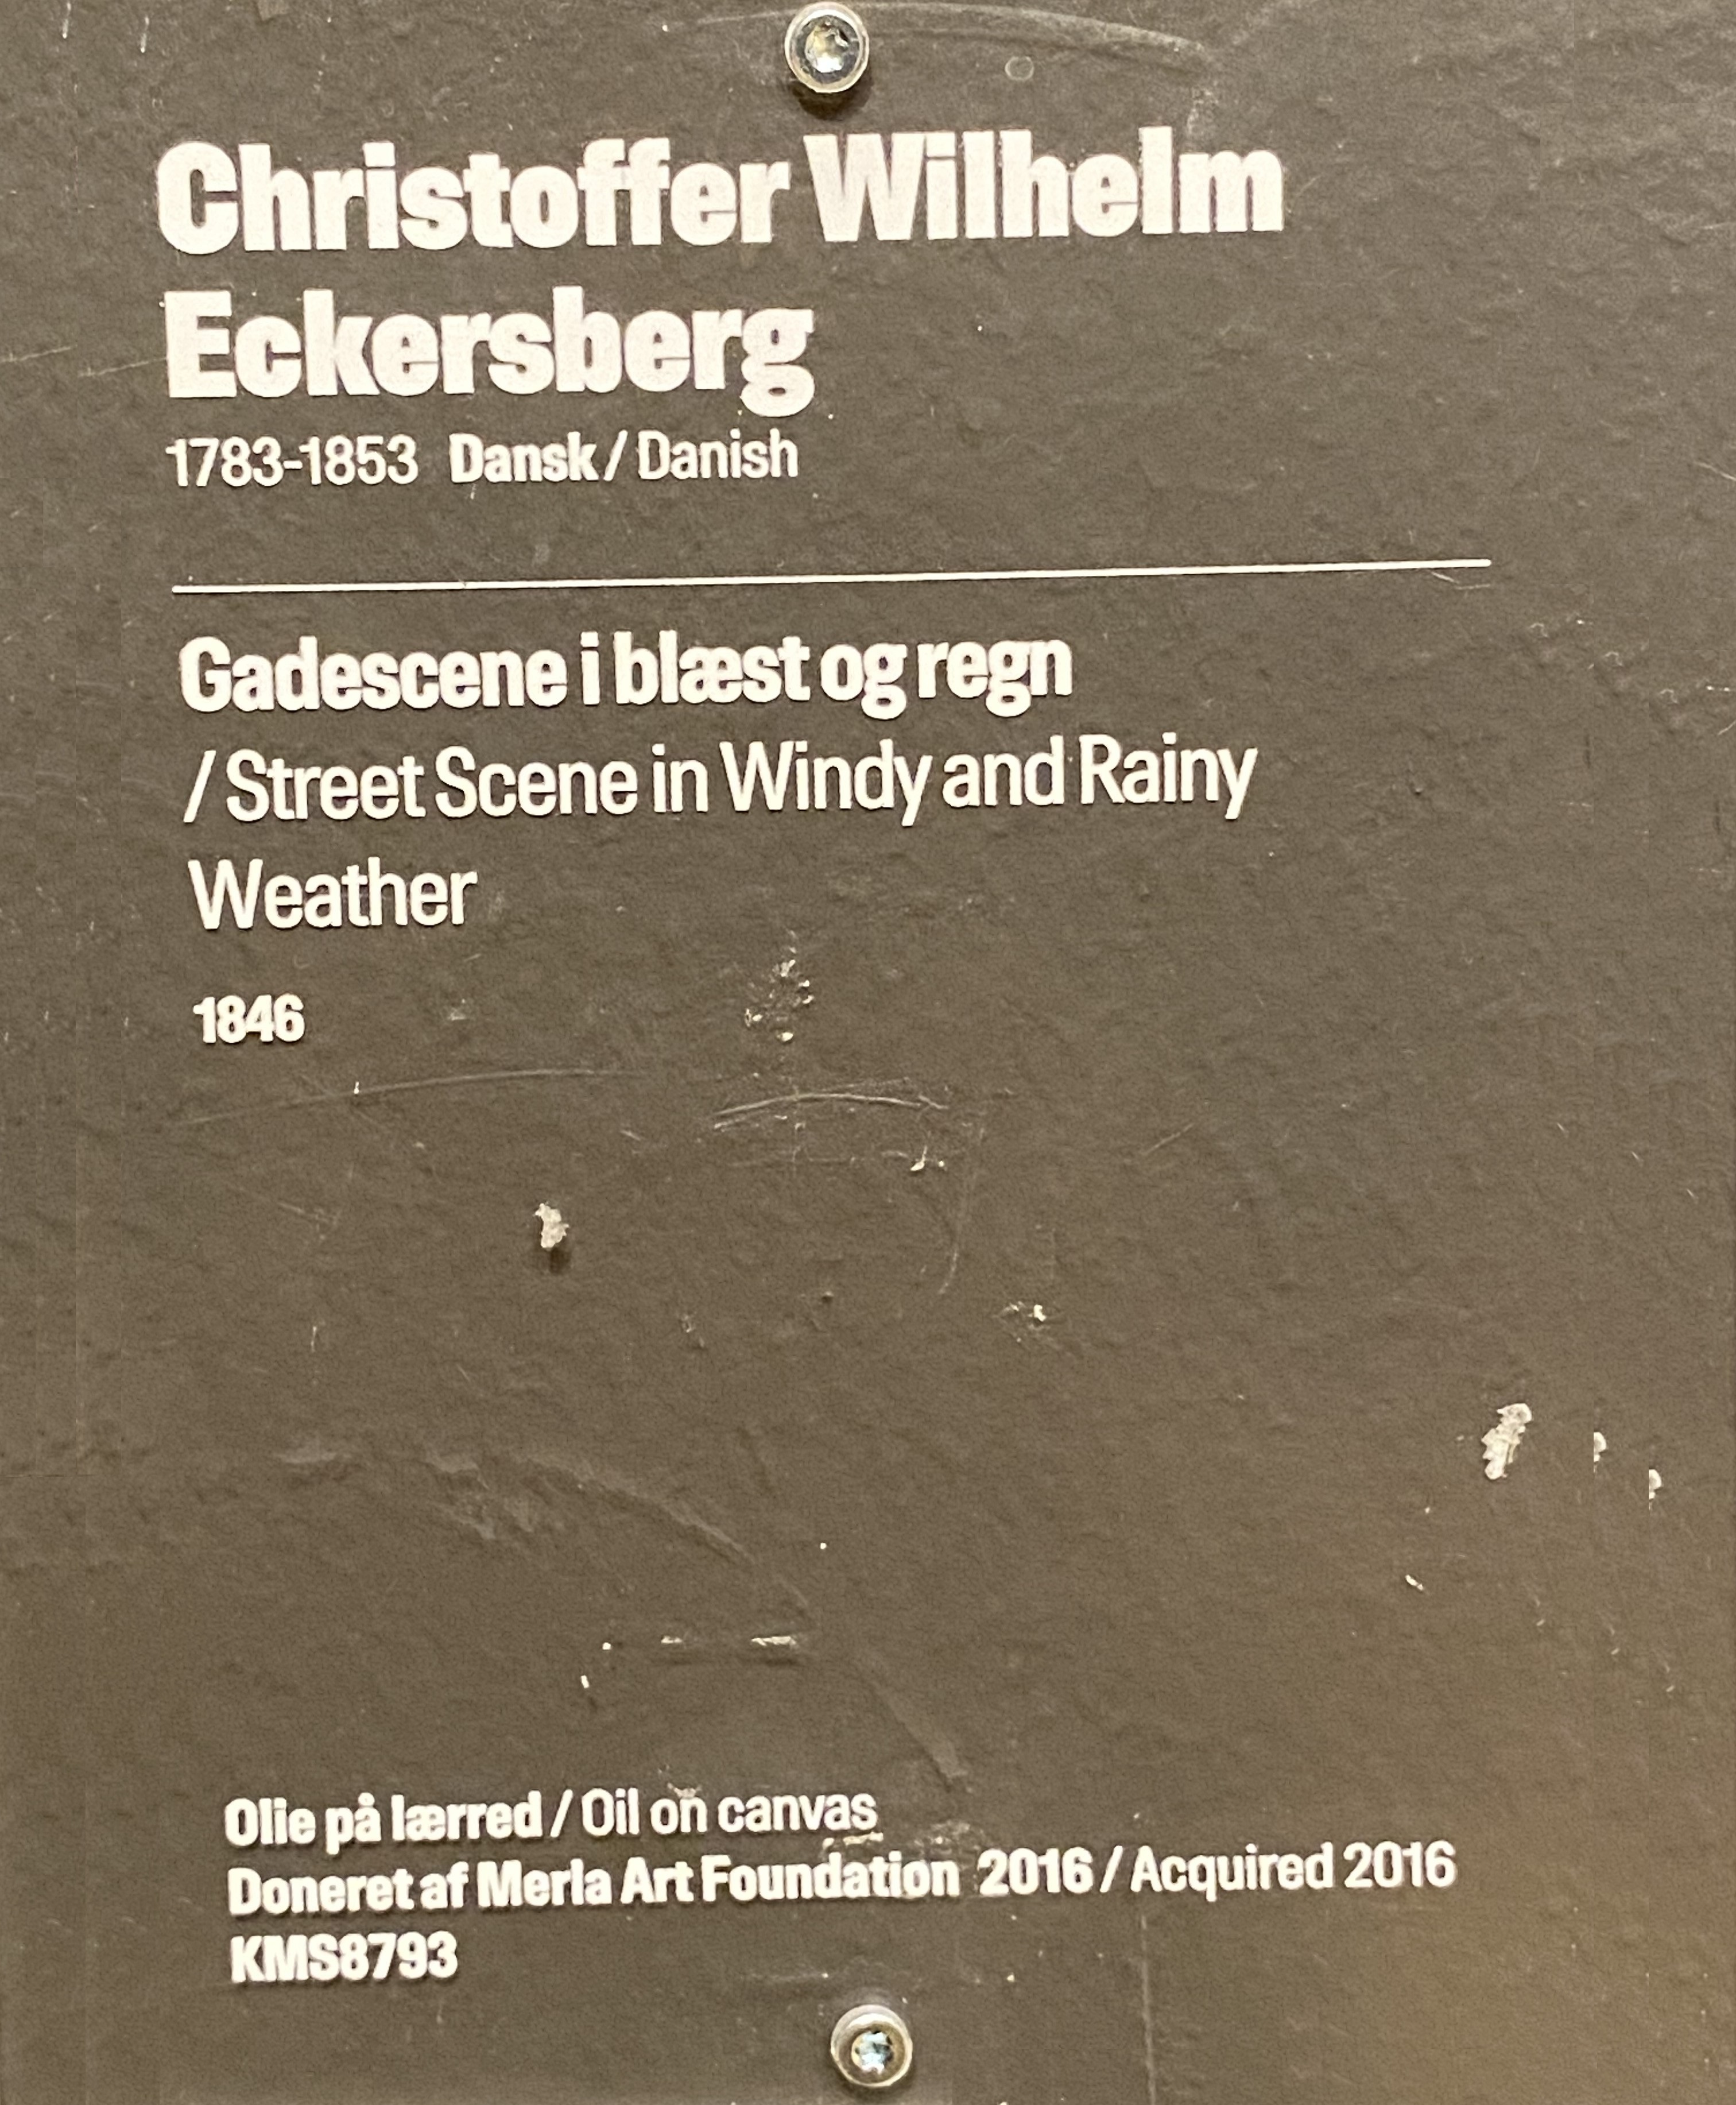 Christoffer Wilhelm
Eckersberg
1783-1853 Dansk / Danish
Gadescene i blæst og regn
/ Street Scene in Windy and Rainy
Weather
1846
Olie på lærred / Oil on canvas
Doneret af Merla Art Foundation 2016 / Acquired 2016
KMS8793